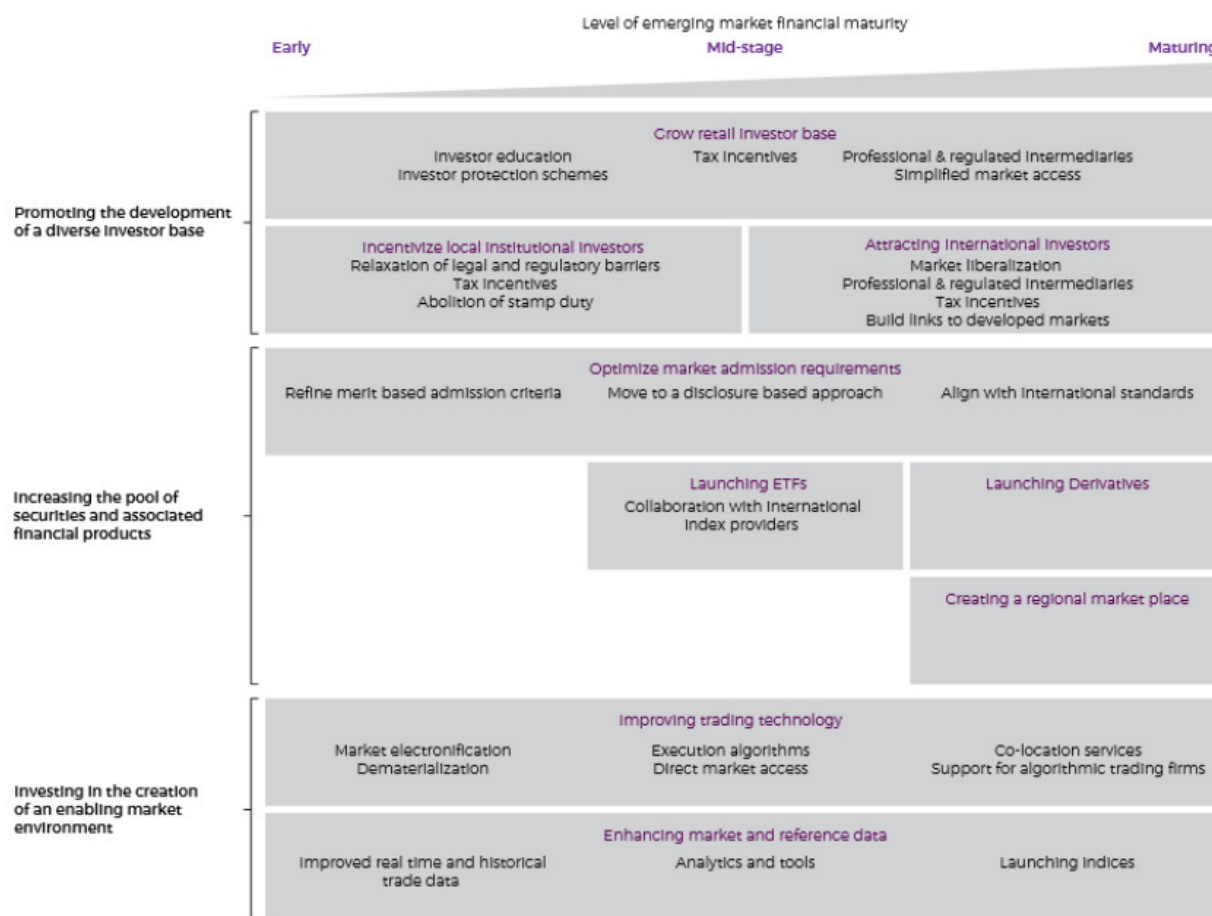 Level of emerging market financial maturity
Early
Mid-stage
Maturing
Promoting the development
of a diverse investor base
Grow retail investor base
Investor education
Investor protection schemes
Tax incentives
Professional & regulated intermediaries
Simplified market access
Incentivize local institutional investors
Relaxation of legal and regulatory barriers
Tax incentives
Abolition of stamp duty
Attracting international investors
Market liberalization
Professional & regulated intermediaries
Tax incentives
Build links to developed markets
Increasing the pool of
securities and associated
financial products
Optimize market admission requirements
Refine merit based admission criteria
Move to a disclosure based approach
Align with international standards
Launching ETFs
Collaboration with international
index providers
Launching Derivatives
Creating a regional market place
Investing in the creation
of an enabling market
environment
Improving trading technology
Market electronification
Dematerialization
Execution algorithms
Direct market access
Co-location services
Support for algorithmic trading firms
Enhancing market and reference data
Improved real time and historical
trade data
Analytics and tools
Launching indices